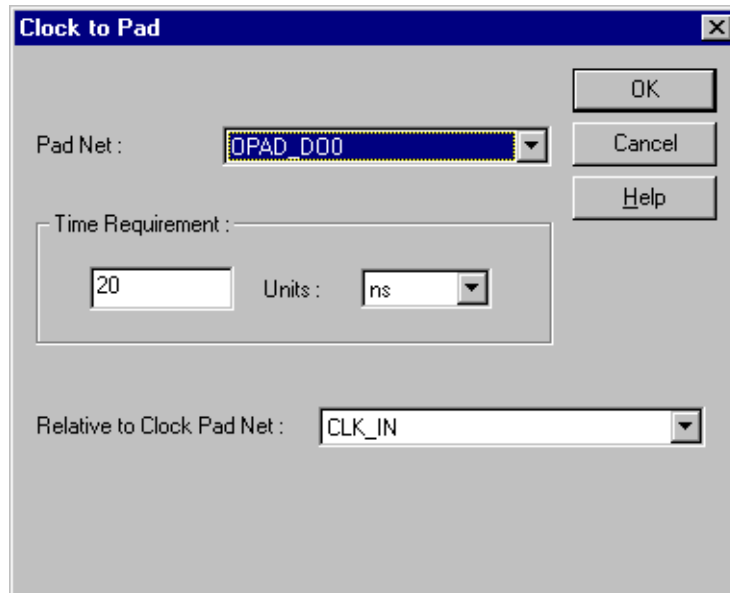 Clock to Pad
OK
Pad Net :
OPAD_DO0
Cancel
Help
Time Requirement :
20
Units :
ns
Relative to Clock Pad Net :
CLK_IN